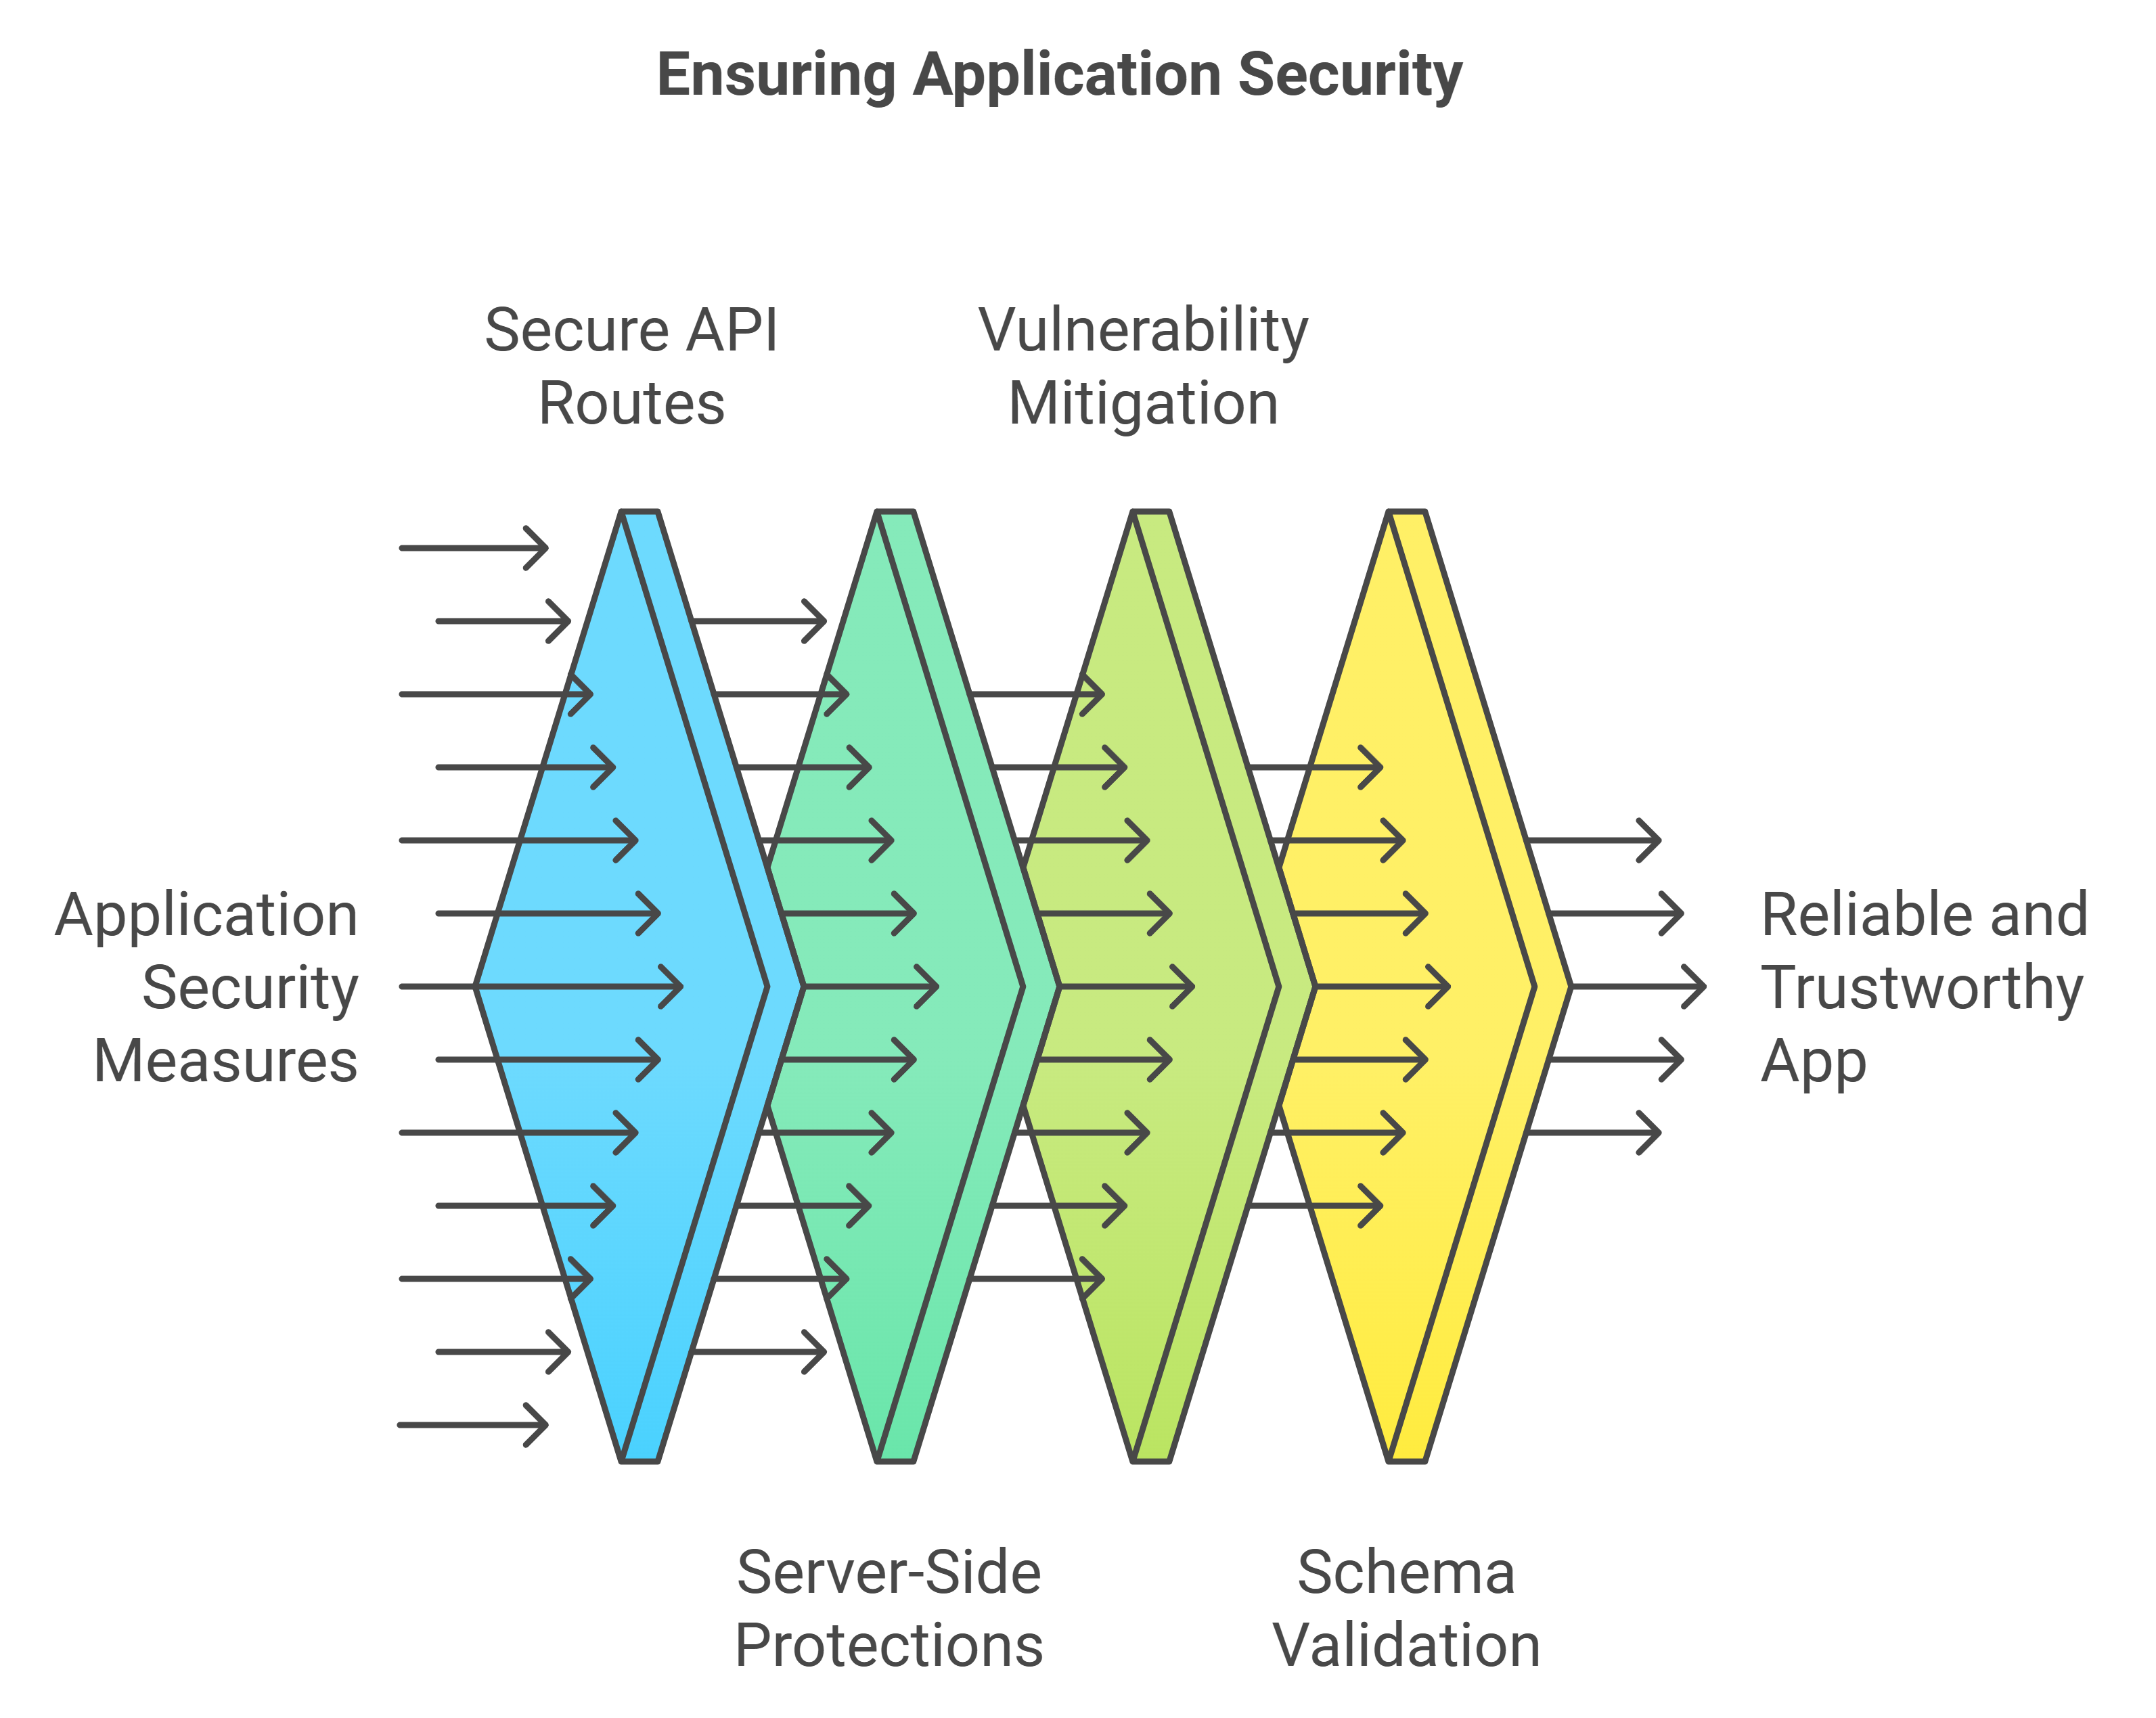 Ensuring Application Security
Secure API
Routes
Vulnerability
Mitigation
Application
Security
Measures
Reliable and
Trustworthy
App
Server-Side
Protections
Schema
Validation